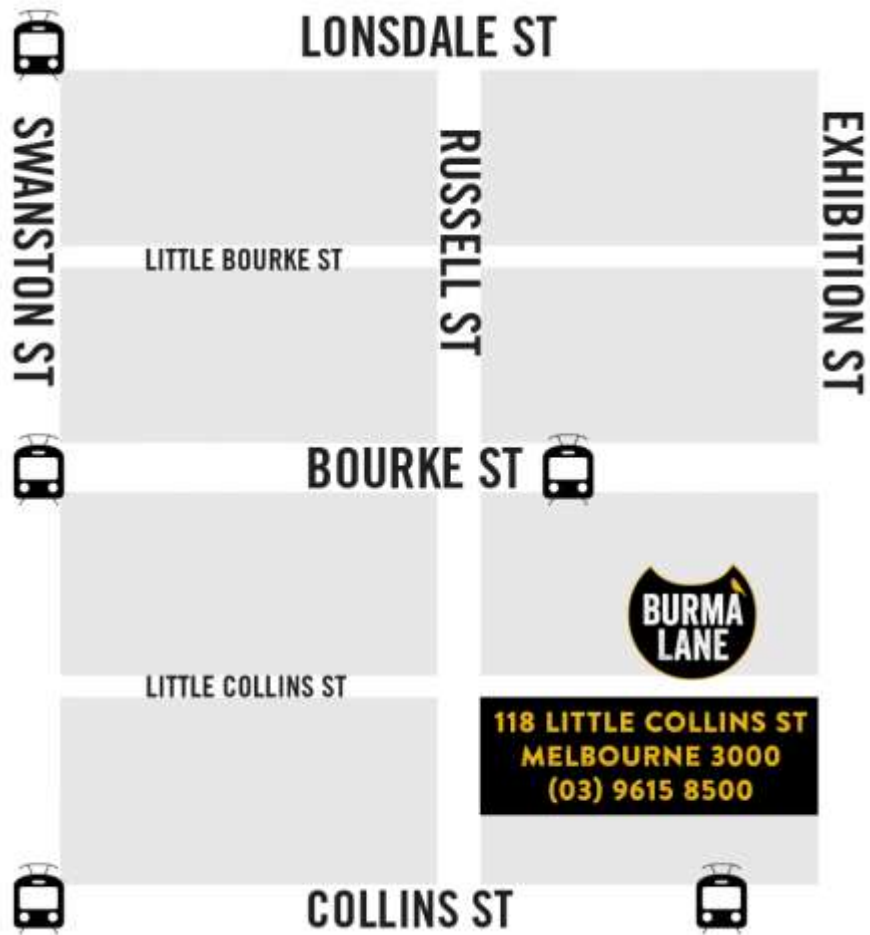 LONSDALE ST
SWANSTON ST
RUSSELL ST
EXHIBITION ST
LITTLE BOURKE ST
BOURKE ST
BURMA
LANE
LITTLE COLLINS ST
118 LITTLE COLLINS ST
MELBOURNE 3000
(03) 9615 8500
COLLINS ST